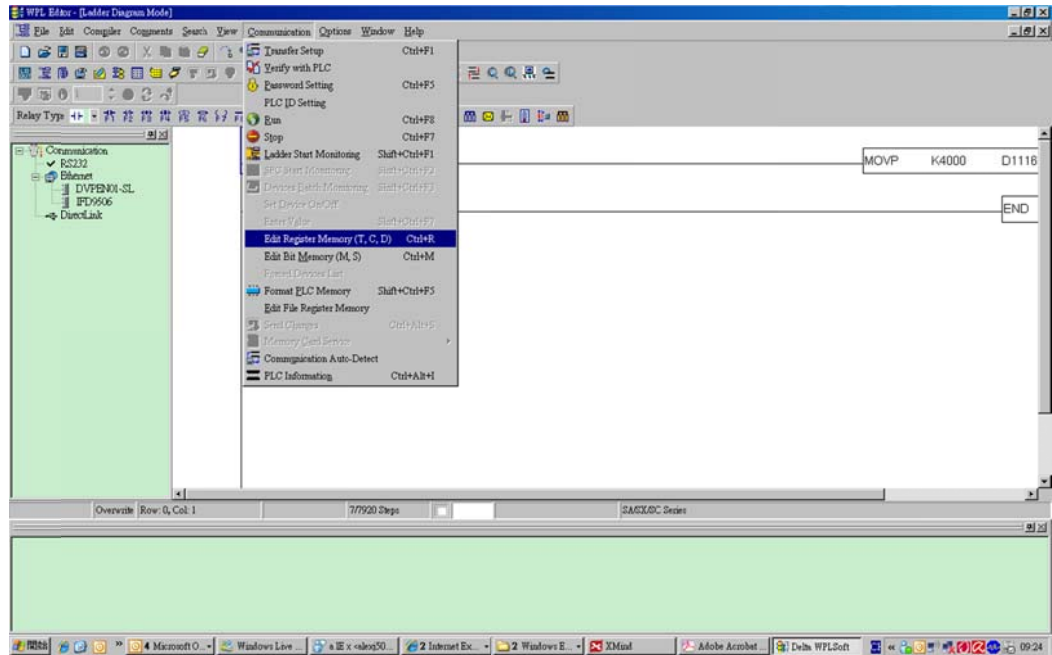 WPL Editor - [Ladder Diagram Mode]
File Edit Compiler Comments Search View Communication Options Window Help
Transfer Setup Ctrl+F1
Verify with PLC
Password Setting Ctrl+F5
PLC ID Setting
Run Ctrl+F8
Stop Ctrl+F7
Ladder Start Monitoring Shift+Ctrl+F1
SFC Start Monitoring Shift+Ctrl+F2
Devices Batch Monitoring Shift+Ctrl+F3
Set Device On/Off
Enter Value Shift+Ctrl+F7
Edit Register Memory (T, C, D) Ctrl+R
Edit Bit Memory (M, S) Ctrl+M
Forced Devices List
Format PLC Memory Shift+Ctrl+F5
Edit File Register Memory
Send Changes Ctrl+Alt+S
Memory Card Service
Communication Auto-Detect
PLC Information Ctrl+Alt+I
Relay Type
Communication
RS232
Ethernet
DVPEN01-SL
IFD9506
DirectLink
MOVP K4000 D1116
END
Overwrite Row: 0, Col: 1 7/7920 Steps SA/SX/SC Series
開始 4 Microsoft O... Windows Live ... 2 Internet Ex... 2 Windows E... XMind Adobe Acrobat ... Delta WPLSoft 09:24